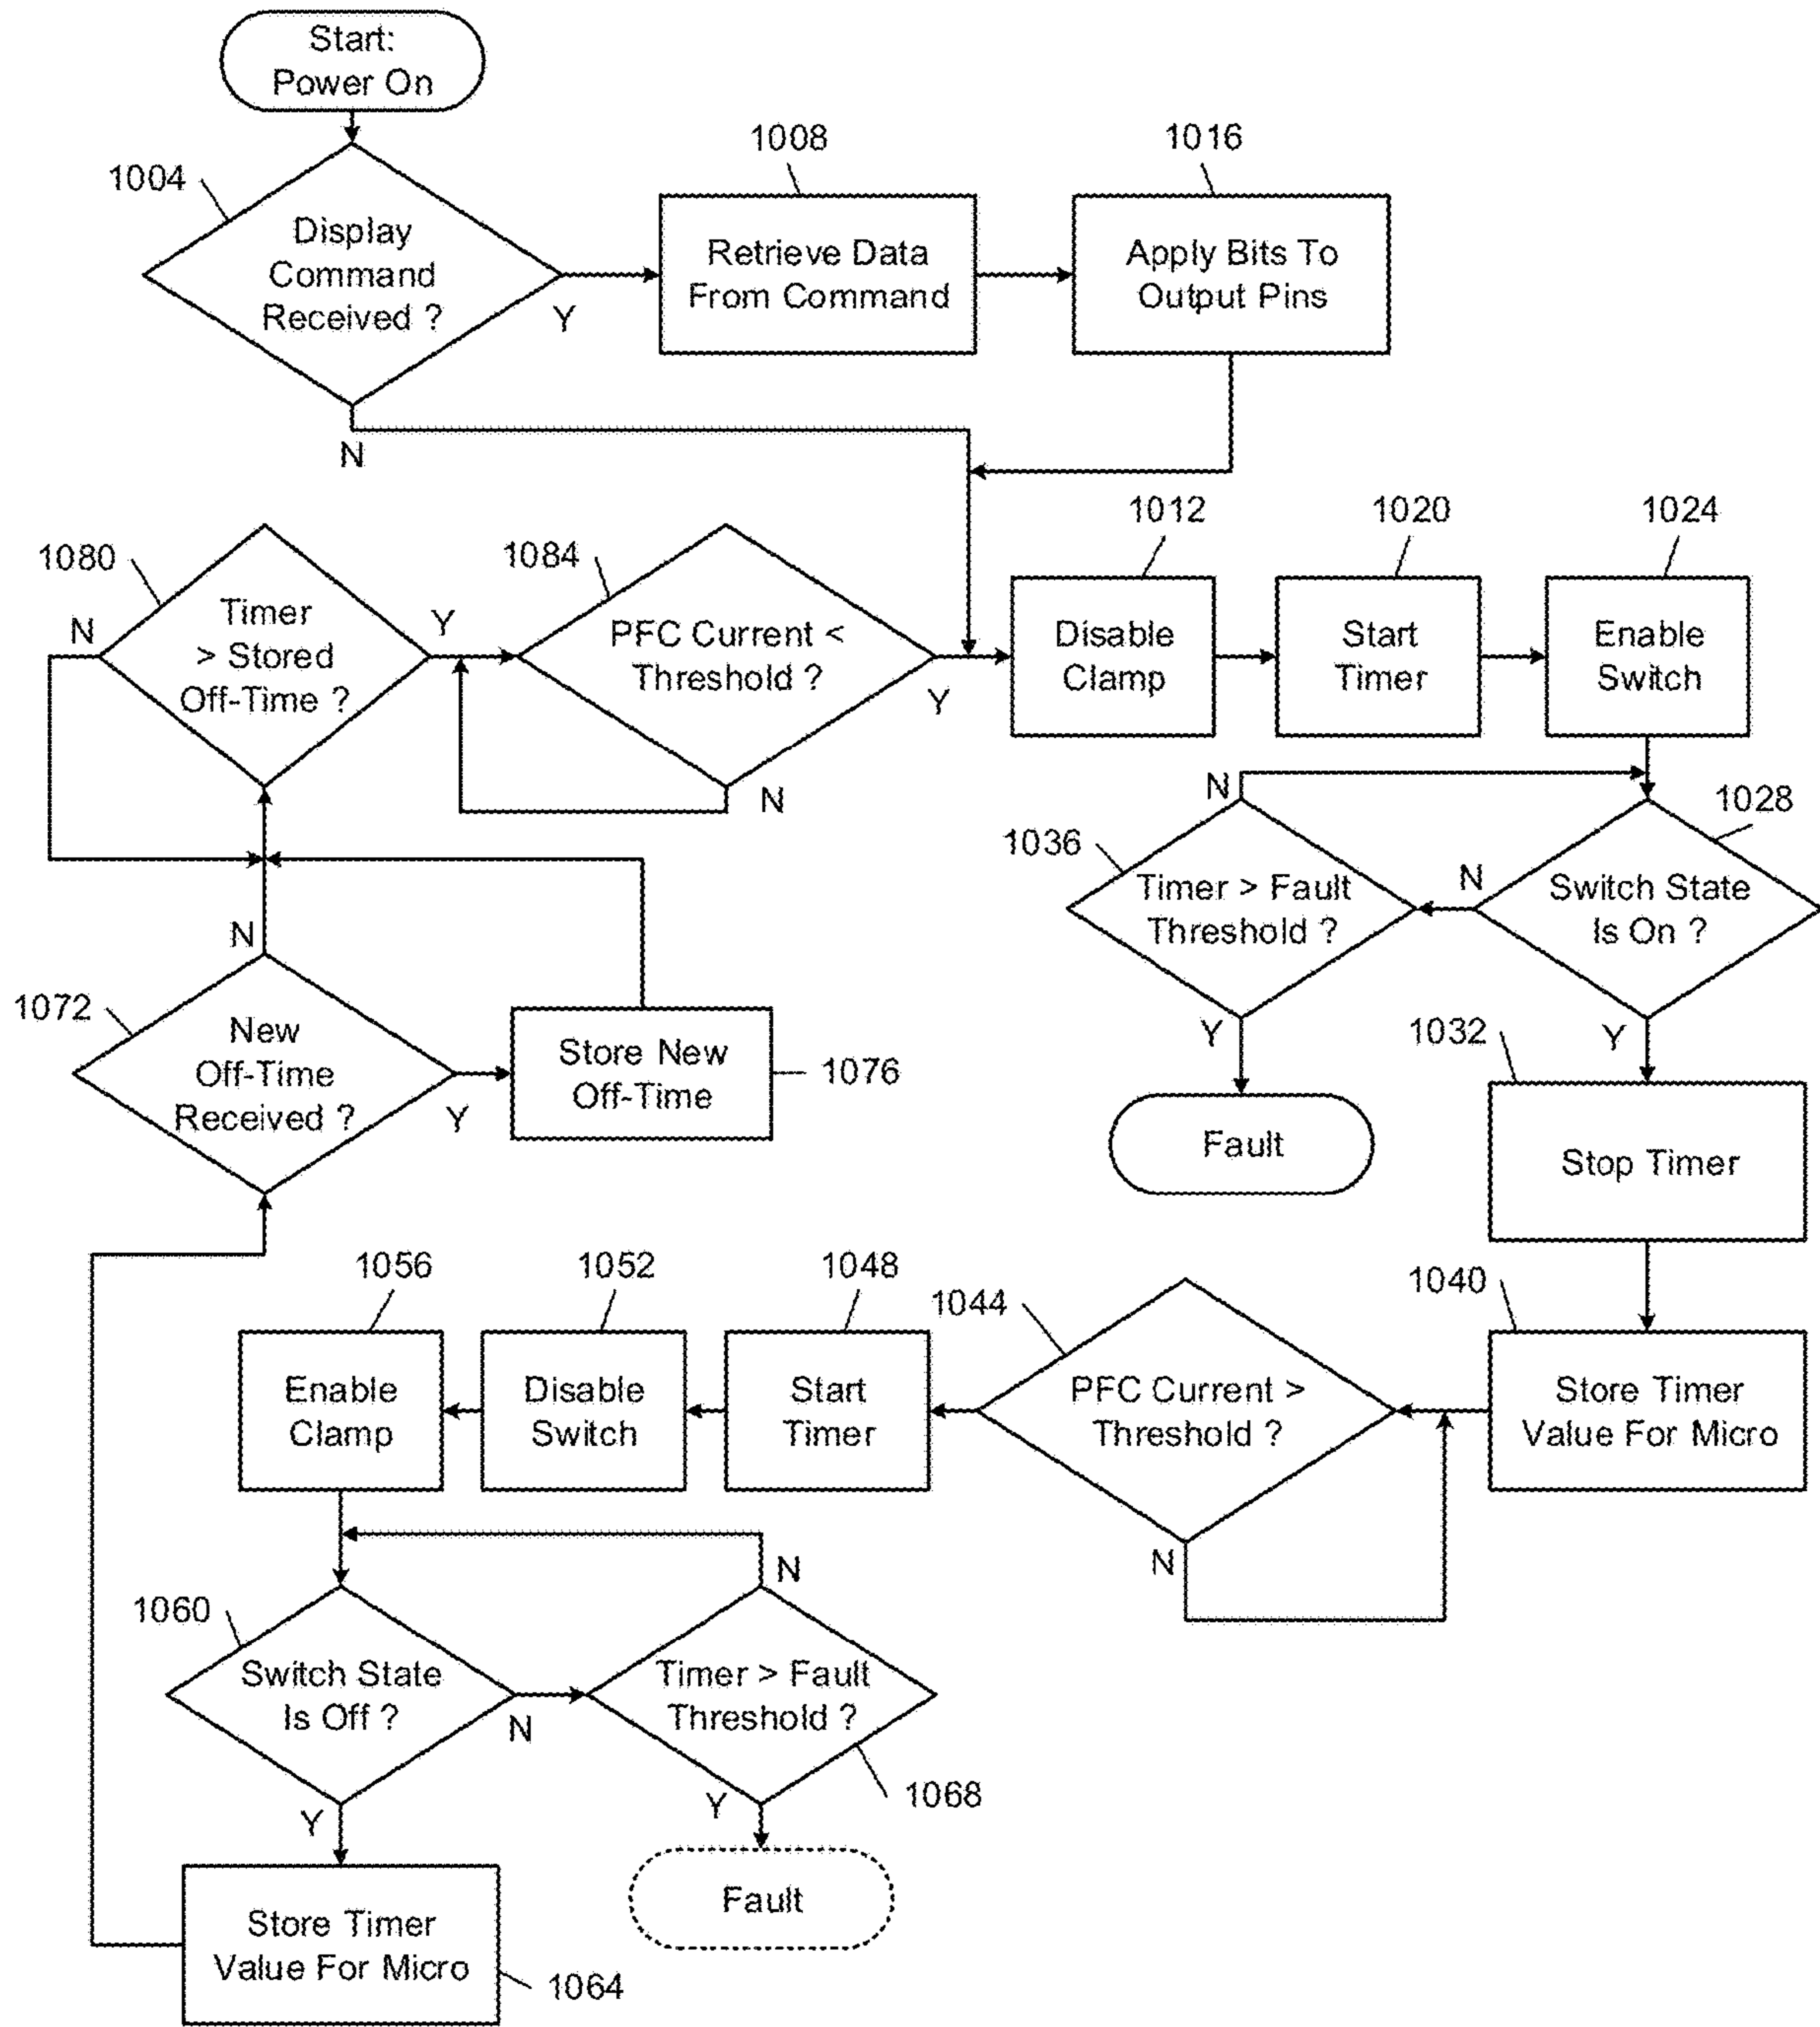 Start:
Power On
1004
Display
Command
Received ?
Y
N
1008
Retrieve Data
From Command
1016
Apply Bits To
Output Pins
1080
Timer
> Stored
Off-Time ?
N
Y
1084
PFC Current <
Threshold ?
Y
N
1012
Disable
Clamp
1020
Start
Timer
1024
Enable
Switch
1028
Switch State
Is On ?
N
Y
1036
Timer > Fault
Threshold ?
N
Y
Fault
1032
Stop Timer
1072
New
Off-Time
Received ?
N
Y
1076
Store New
Off-Time
1040
Store Timer
Value For Micro
1044
PFC Current >
Threshold ?
N
1048
Start
Timer
1052
Disable
Switch
1056
Enable
Clamp
1060
Switch State
Is Off ?
N
Y
1068
Timer > Fault
Threshold ?
N
Y
Fault
1064
Store Timer
Value For Micro